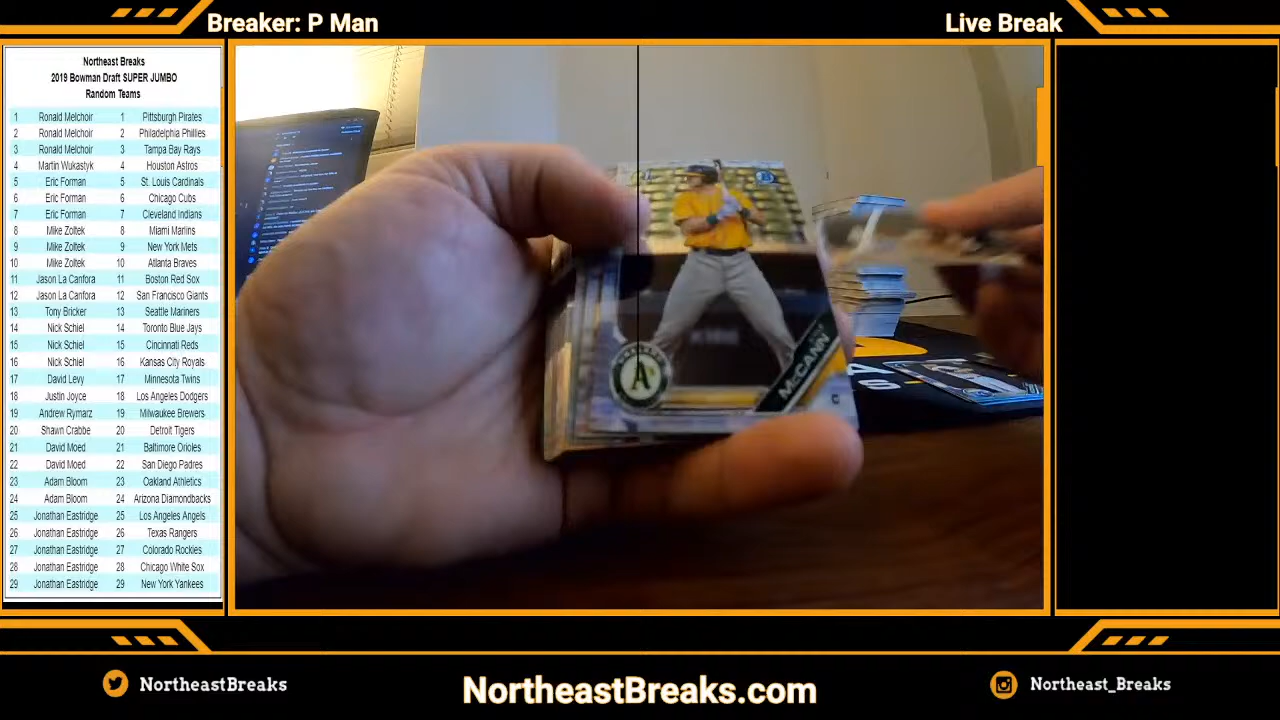 Breaker: P Man
Live Break
Northeast Breaks
2019 Bowman Draft SUPER JUMBO
Random Teams
1 Ronald Melchoir 1 Pittsburgh Pirates
2 Ronald Melchoir 2 Philadelphia Phillies
3 Ronald Melchoir 3 Tampa Bay Rays
4 Martin Wukastyk 4 Houston Astros
5 Eric Forman 5 St. Louis Cardinals
6 Eric Forman 6 Chicago Cubs
7 Eric Forman 7 Cleveland Indians
8 Mike Zoltek 8 Miami Marlins
9 Mike Zoltek 9 New York Mets
10 Mike Zoltek 10 Atlanta Braves
11 Jason La Canfora 11 Boston Red Sox
12 Jason La Canfora 12 San Francisco Giants
13 Tony Bricker 13 Seattle Mariners
14 Nick Schiel 14 Toronto Blue Jays
15 Nick Schiel 15 Cincinnati Reds
16 Nick Schiel 16 Kansas City Royals
17 David Levy 17 Minnesota Twins
18 Justin Joyce 18 Los Angeles Dodgers
19 Andrew Rymarz 19 Milwaukee Brewers
20 Shawn Crabbe 20 Detroit Tigers
21 David Moed 21 Baltimore Orioles
22 David Moed 22 San Diego Padres
23 Adam Bloom 23 Oakland Athletics
24 Adam Bloom 24 Arizona Diamondbacks
25 Jonathan Eastridge 25 Los Angeles Angels
26 Jonathan Eastridge 26 Texas Rangers
27 Jonathan Eastridge 27 Colorado Rockies
28 Jonathan Eastridge 28 Chicago White Sox
29 Jonathan Eastridge 29 New York Yankees
A's
McCANN
NortheastBreaks
NortheastBreaks.com
Northeast_Breaks